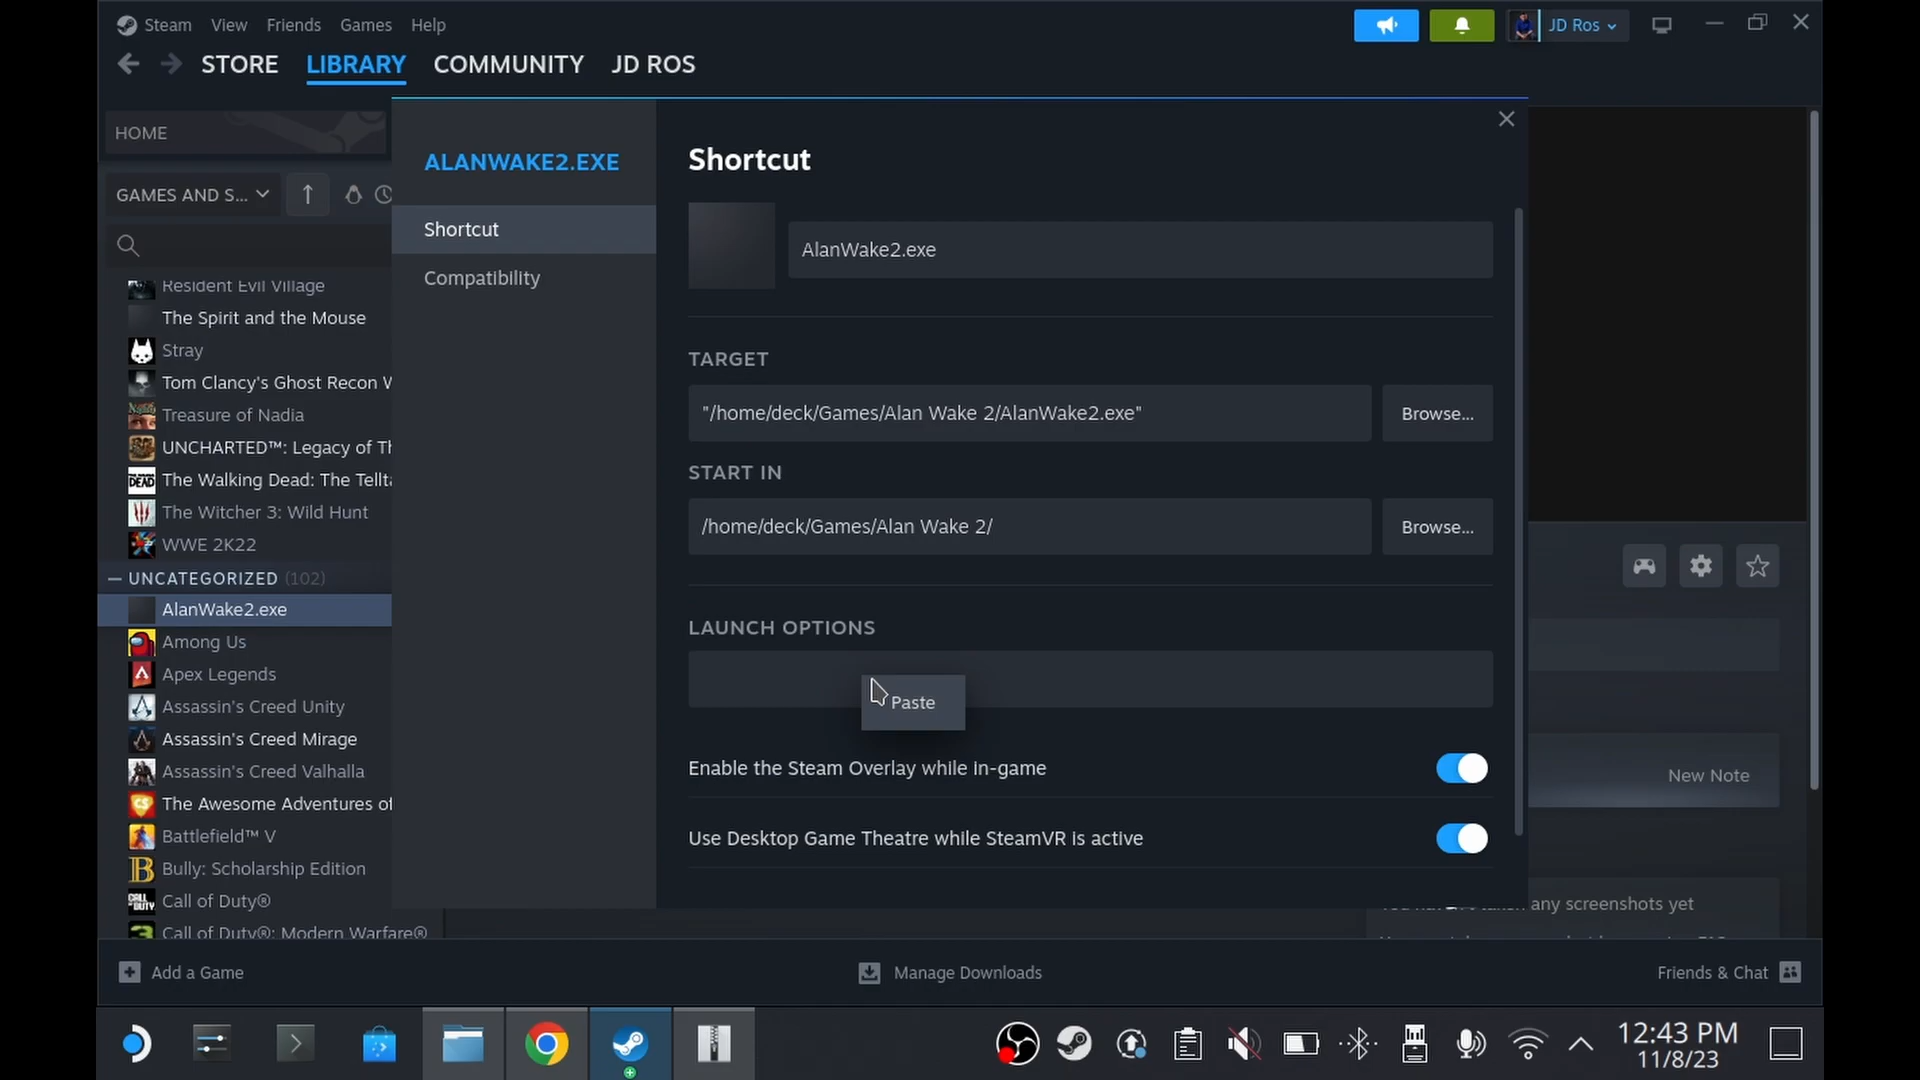 Steam View Friends Games Help
JD Ros
STORE LIBRARY COMMUNITY JD ROS
HOME
GAMES AND S...
Resident Evil Village
The Spirit and the Mouse
Stray
Tom Clancy's Ghost Recon W
Treasure of Nadia
UNCHARTED™: Legacy of Th
The Walking Dead: The Tellta
The Witcher 3: Wild Hunt
WWE 2K22
UNCATEGORIZED (102)
AlanWake2.exe
Among Us
Apex Legends
Assassin's Creed Unity
Assassin's Creed Mirage
Assassin's Creed Valhalla
The Awesome Adventures of
Battlefield™ V
Bully: Scholarship Edition
Call of Duty®
Call of Duty®: Modern Warfare®
ALANWAKE2.EXE
Shortcut
Compatibility
Shortcut
AlanWake2.exe
TARGET
"/home/deck/Games/Alan Wake 2/AlanWake2.exe"
Browse...
START IN
/home/deck/Games/Alan Wake 2/
Browse...
LAUNCH OPTIONS
Paste
Enable the Steam Overlay while in-game
Use Desktop Game Theatre while SteamVR is active
New Note
any screenshots yet
Add a Game
Manage Downloads
Friends & Chat
12:43 PM
11/8/23